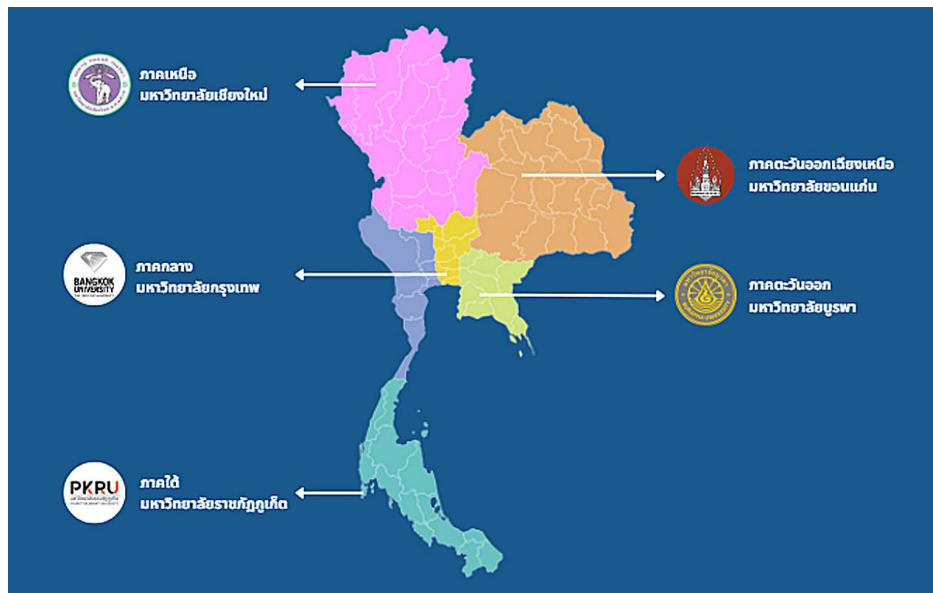 ภาคเหนือ
มหาวิทยาลัยเชียงใหม่
ภาคตะวันออกเฉียงเหนือ
มหาวิทยาลัยขอนแก่น
BANGKOK
UNIVERSITY
ภาคกลาง
มหาวิทยาลัยกรุงเทพ
ภาคตะวันออก
มหาวิทยาลัยบูรพา
PKRU
ภาคใต้
มหาวิทยาลัยราชภัฏภูเก็ต